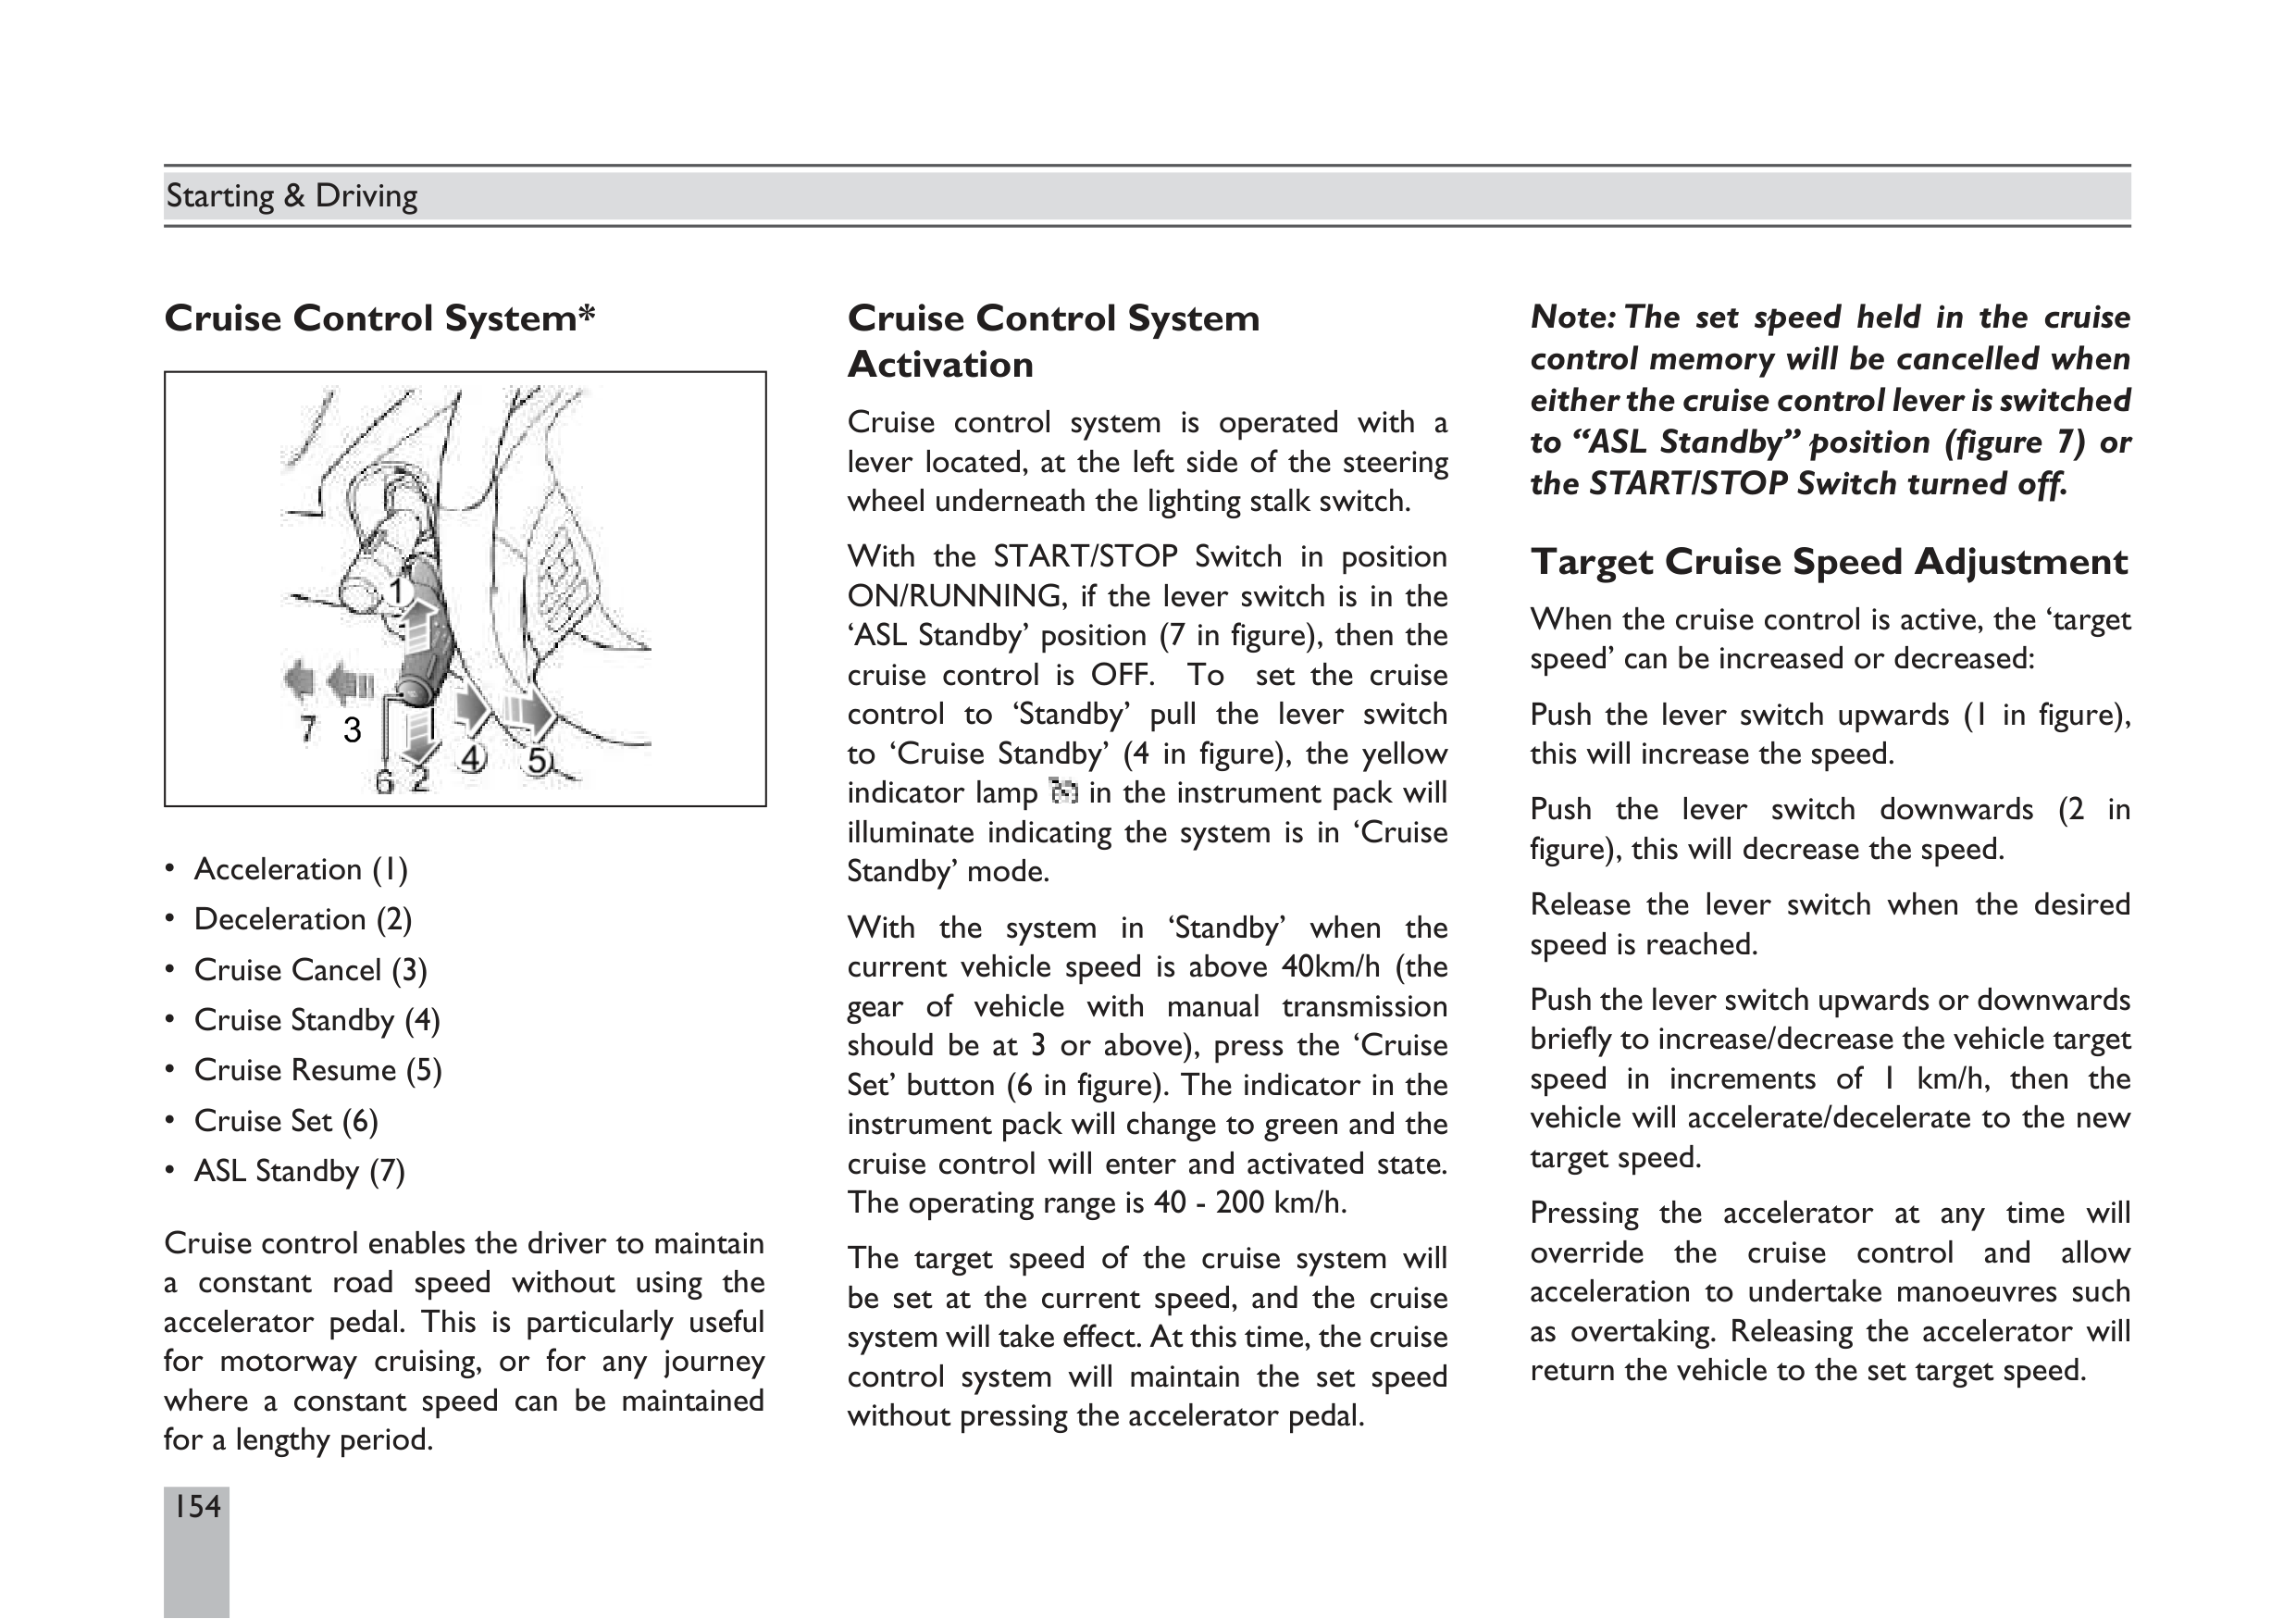 Starting & Driving
Cruise Control System*
1
7 3
4 5
6 2
• Acceleration (1)
• Deceleration (2)
• Cruise Cancel (3)
• Cruise Standby (4)
• Cruise Resume (5)
• Cruise Set (6)
• ASL Standby (7)
Cruise control enables the driver to maintain
a constant road speed without using the
accelerator pedal. This is particularly useful
for motorway cruising, or for any journey
where a constant speed can be maintained
for a lengthy period.
Cruise Control System
Activation
Cruise control system is operated with a
lever located, at the left side of the steering
wheel underneath the lighting stalk switch.
With the START/STOP Switch in position
ON/RUNNING, if the lever switch is in the
‘ASL Standby’ position (7 in figure), then the
cruise control is OFF. To set the cruise
control to ‘Standby’ pull the lever switch
to ‘Cruise Standby’ (4 in figure), the yellow
indicator lamp in the instrument pack will
illuminate indicating the system is in ‘Cruise
Standby’ mode.
With the system in ‘Standby’ when the
current vehicle speed is above 40km/h (the
gear of vehicle with manual transmission
should be at 3 or above), press the ‘Cruise
Set’ button (6 in figure). The indicator in the
instrument pack will change to green and the
cruise control will enter and activated state.
The operating range is 40 - 200 km/h.
The target speed of the cruise system will
be set at the current speed, and the cruise
system will take effect. At this time, the cruise
control system will maintain the set speed
without pressing the accelerator pedal.
Note: The set speed held in the cruise
control memory will be cancelled when
either the cruise control lever is switched
to “ASL Standby” position (figure 7) or
the START/STOP Switch turned off.
Target Cruise Speed Adjustment
When the cruise control is active, the ‘target
speed’ can be increased or decreased:
Push the lever switch upwards (1 in figure),
this will increase the speed.
Push the lever switch downwards (2 in
figure), this will decrease the speed.
Release the lever switch when the desired
speed is reached.
Push the lever switch upwards or downwards
briefly to increase/decrease the vehicle target
speed in increments of 1 km/h, then the
vehicle will accelerate/decelerate to the new
target speed.
Pressing the accelerator at any time will
override the cruise control and allow
acceleration to undertake manoeuvres such
as overtaking. Releasing the accelerator will
return the vehicle to the set target speed.
154